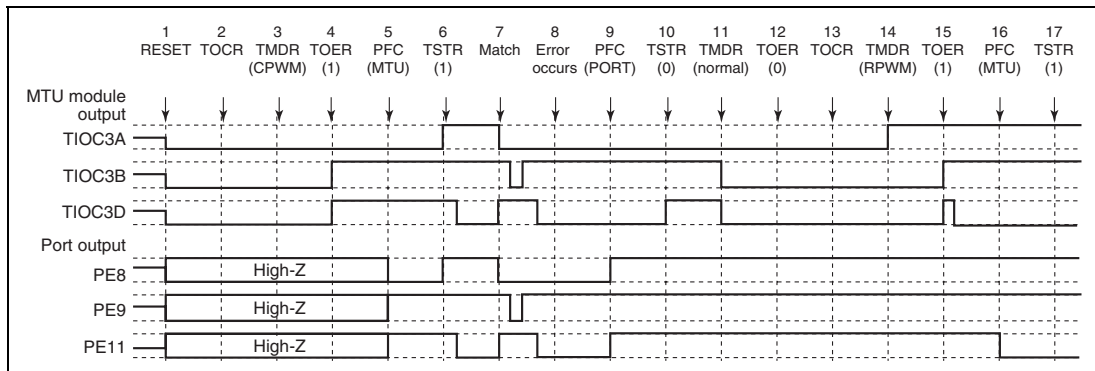 1 2 3 4 5 6 7 8 9 10 11 12 13 14 15 16 17
RESET TOCR TMDR TOER PFC TSTR Match Error PFC TSTR TMDR TOER TOCR TMDR TOER PFC TSTR
(CPWM) (1) (MTU) (1) occurs (PORT) (0) (normal) (0) (RPWM) (1) (MTU) (1)
MTU module
output
TIOC3A
TIOC3B
TIOC3D
Port output
PE8 High-Z
PE9 High-Z
PE11 High-Z